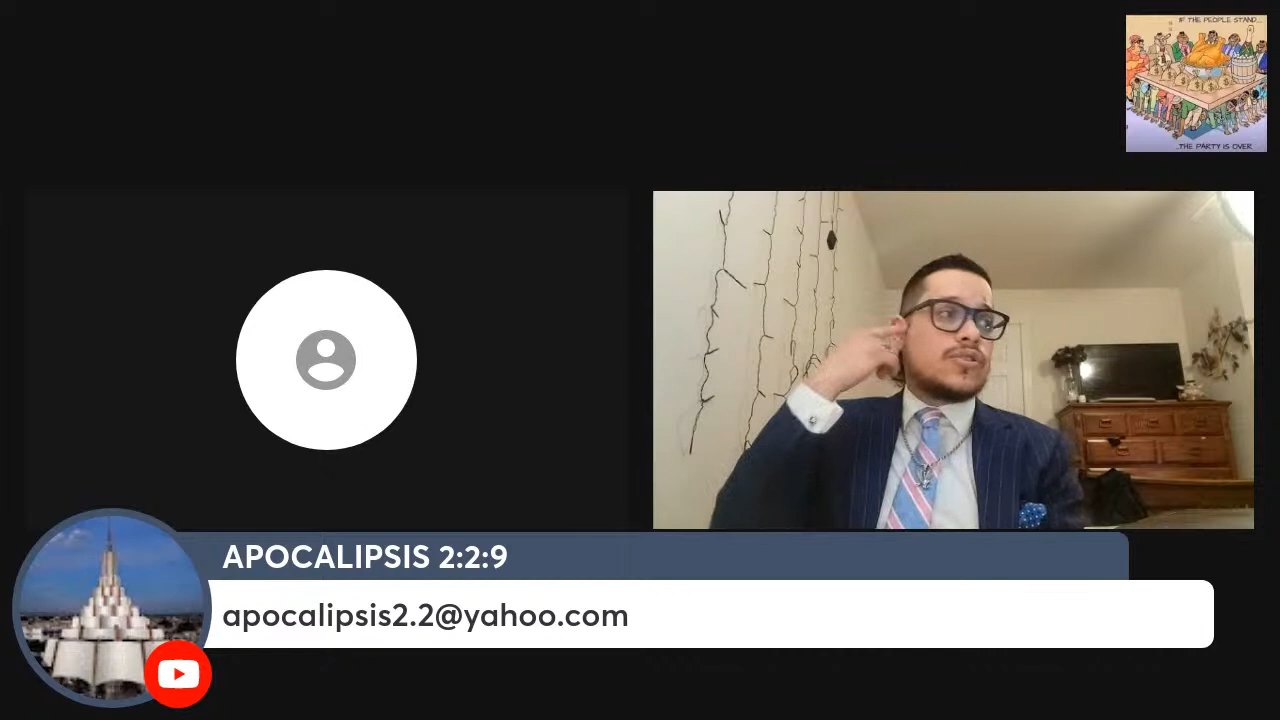 IF THE PEOPLE STAND...
...THE PARTY IS OVER
APOCALIPSIS 2:2:9
apocalipsis2.2@yahoo.com